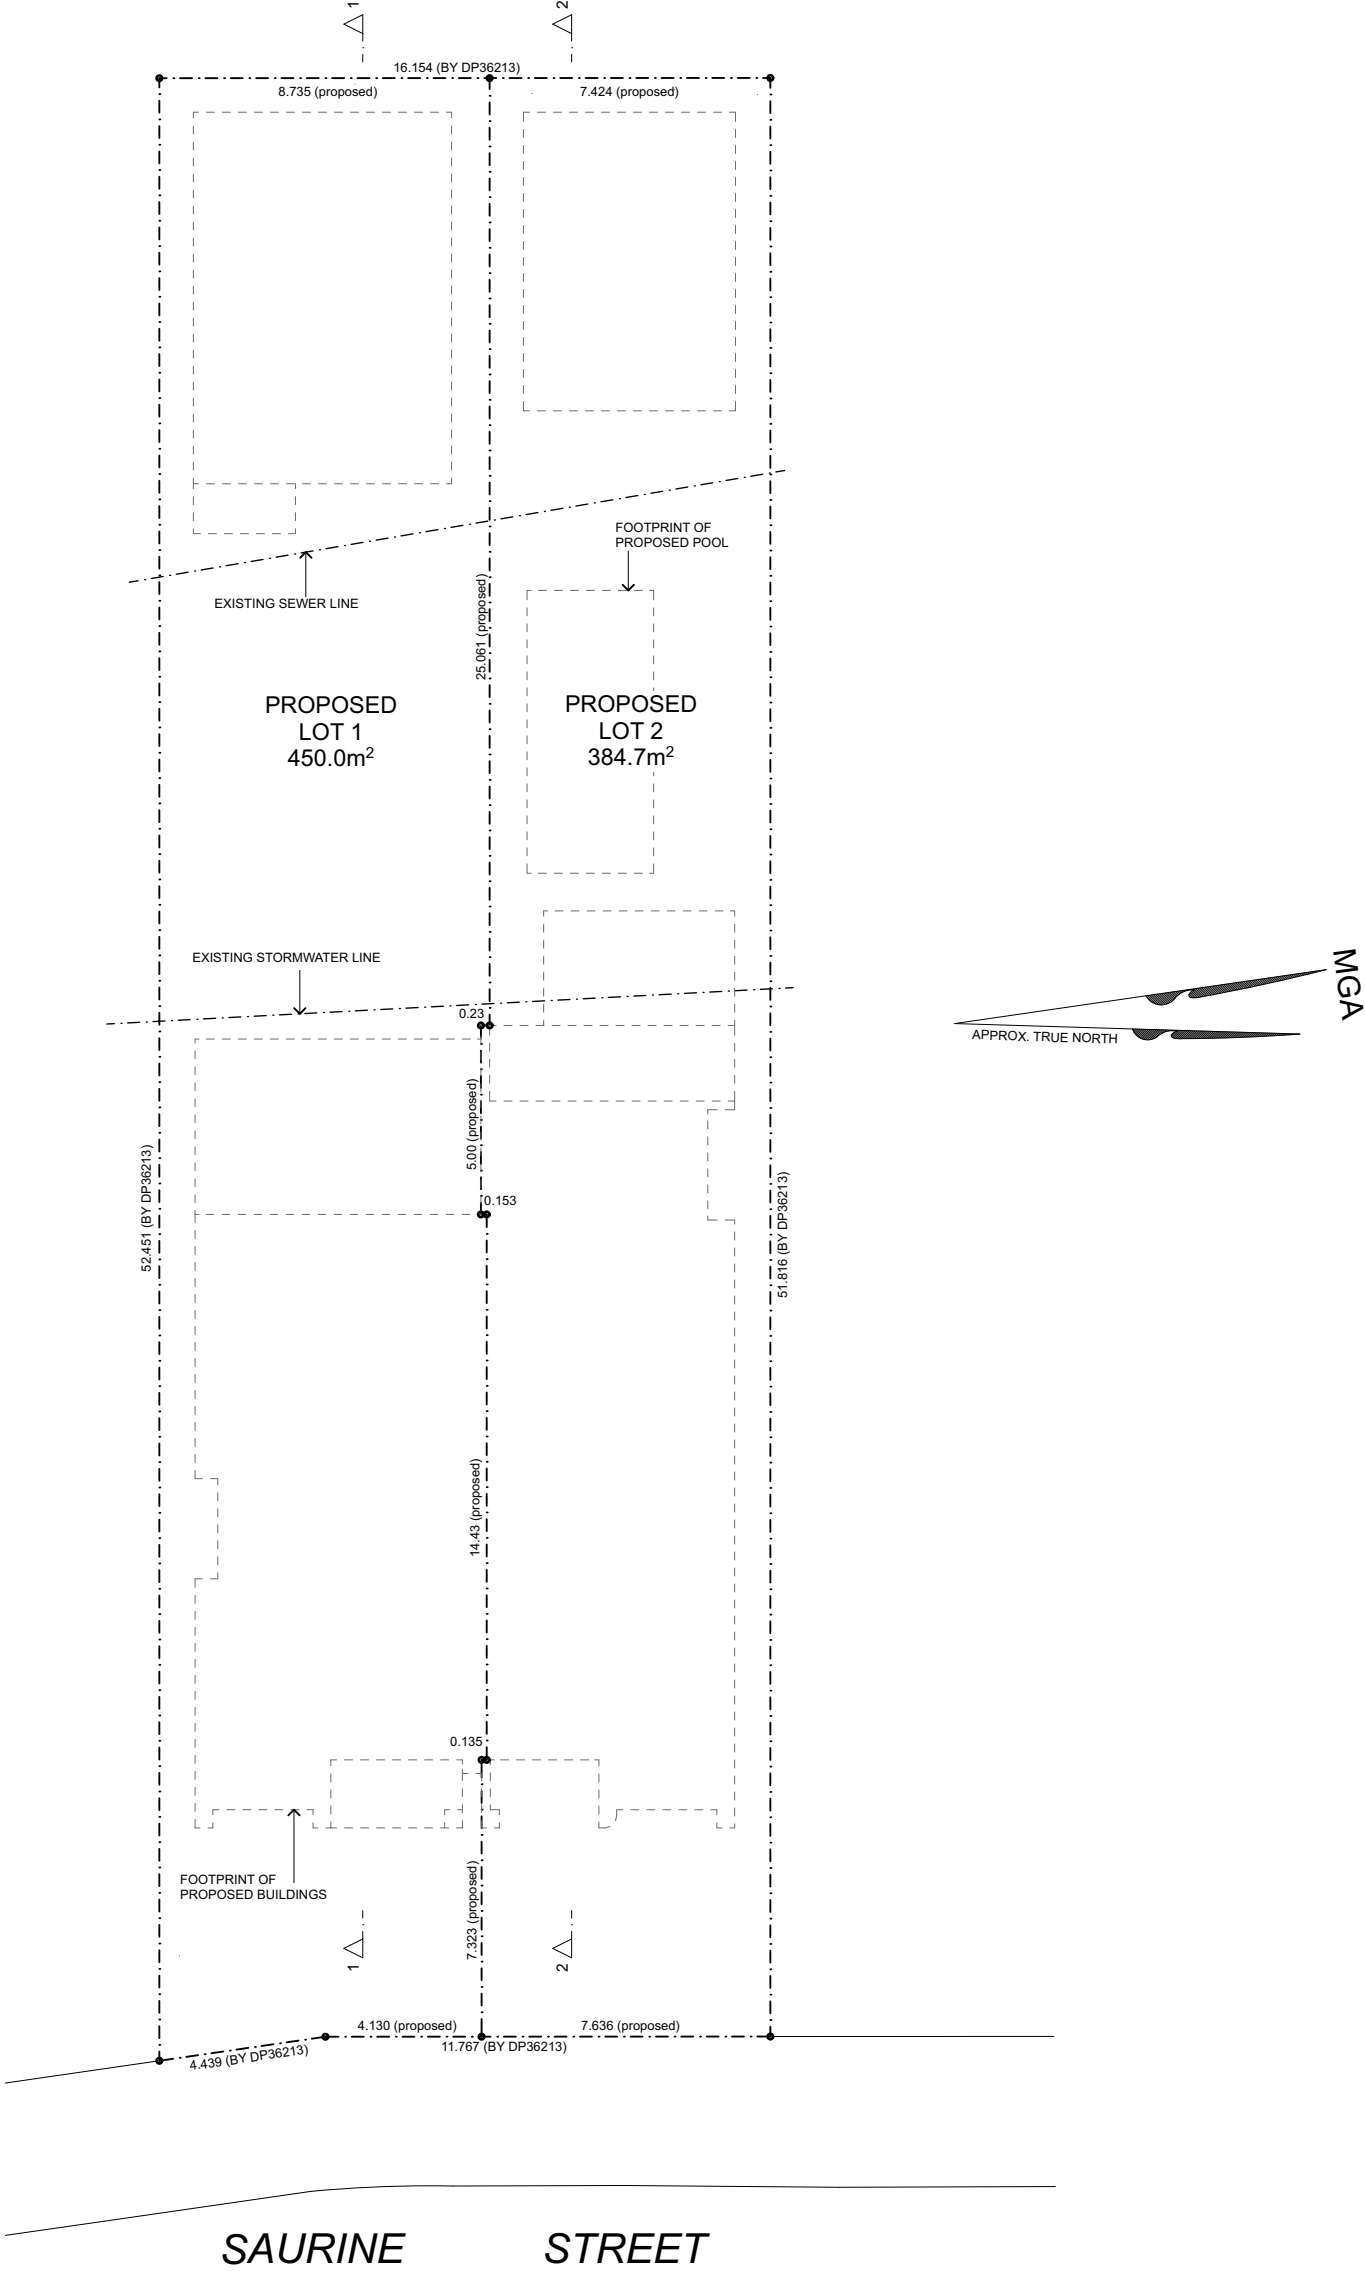 1
2
16.154 (BY DP36213)
8.735 (proposed)
7.424 (proposed)
FOOTPRINT OF
PROPOSED POOL
EXISTING SEWER LINE
25.061 (proposed)
PROPOSED
LOT 1
450.0m²
PROPOSED
LOT 2
384.7m²
EXISTING STORMWATER LINE
0.23
MGA
APPROX. TRUE NORTH
5.00 (proposed)
52.451 (BY DP36213)
0.153
51.816 (BY DP36213)
14.43 (proposed)
0.135
FOOTPRINT OF
PROPOSED BUILDINGS
7.323 (proposed)
1
2
4.130 (proposed)
7.636 (proposed)
11.767 (BY DP36213)
4.439 (BY DP36213)
SAURINE STREET